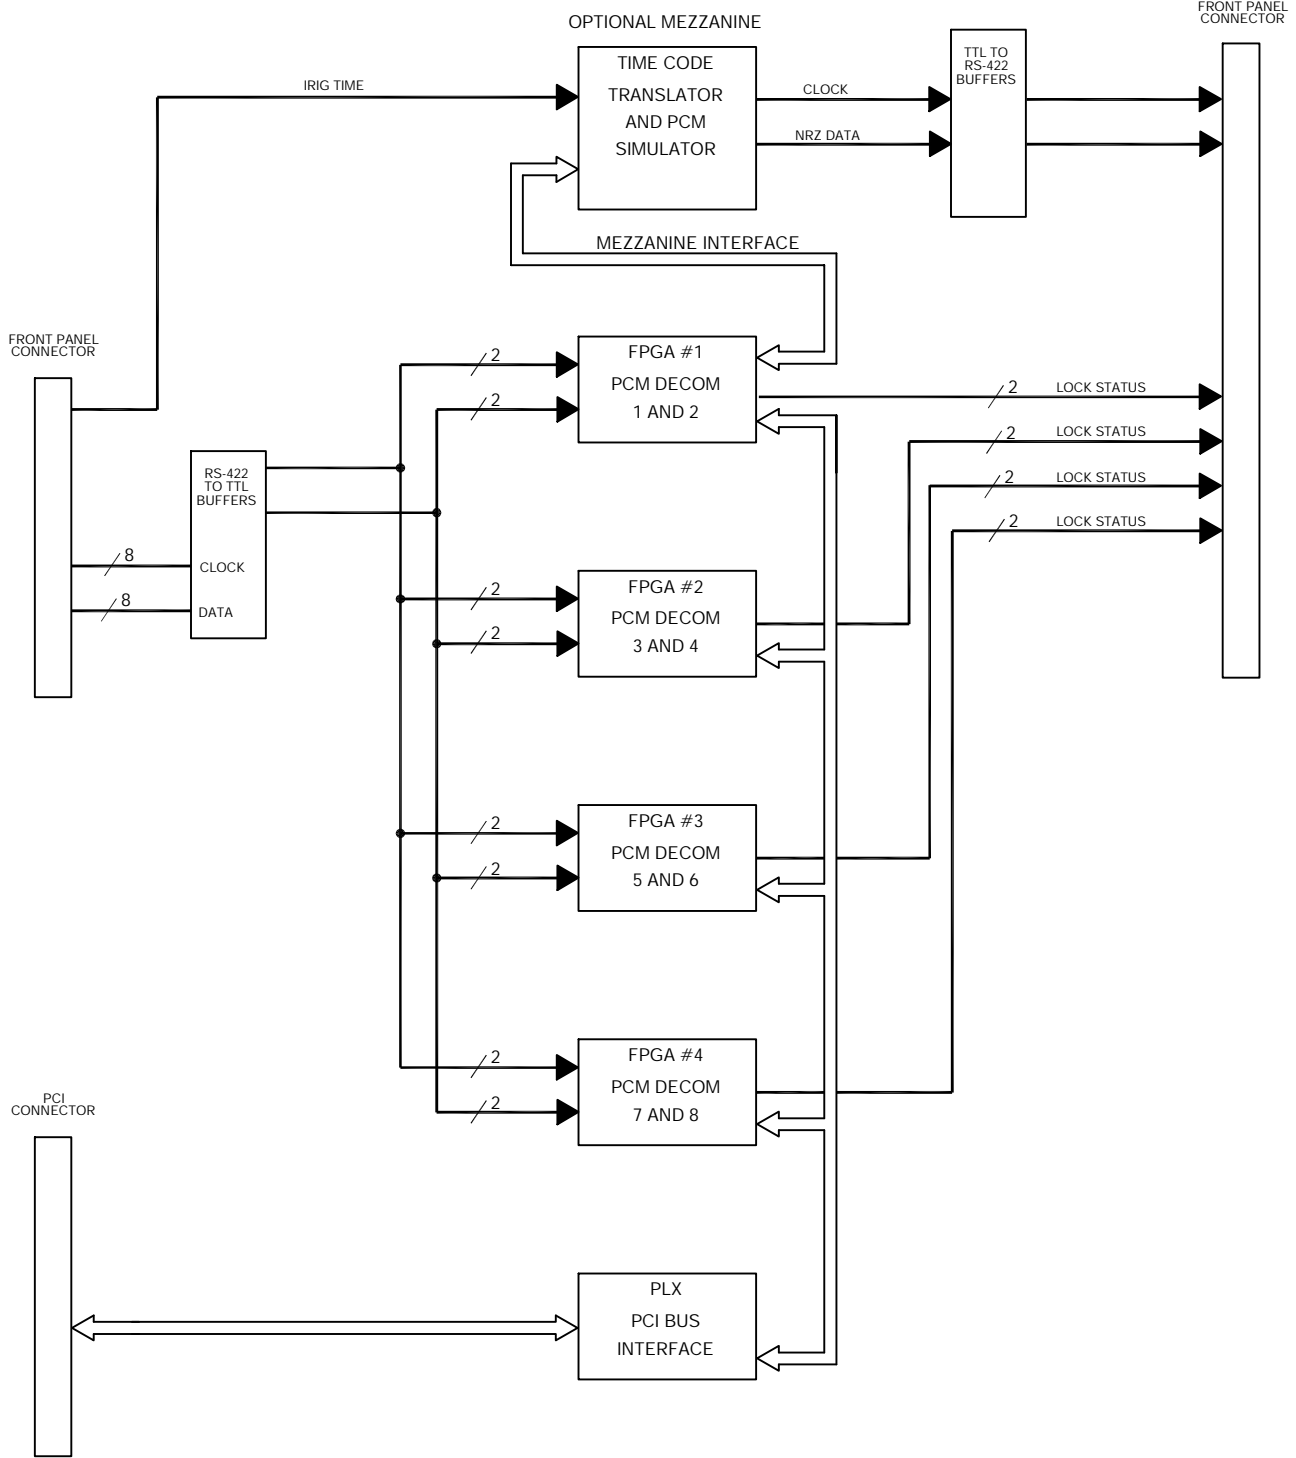 FRONT PANEL
CONNECTOR
OPTIONAL MEZZANINE
TIME CODE
TRANSLATOR
AND PCM
SIMULATOR
TTL TO
RS-422
BUFFERS
IRIG TIME
CLOCK
NRZ DATA
MEZZANINE INTERFACE
FRONT PANEL
CONNECTOR
RS-422
TO TTL
BUFFERS
CLOCK
DATA
8
8
2
2
FPGA #1
PCM DECOM
1 AND 2
2 LOCK STATUS
2 LOCK STATUS
2 LOCK STATUS
2 LOCK STATUS
2
2
FPGA #2
PCM DECOM
3 AND 4
2
2
FPGA #3
PCM DECOM
5 AND 6
2
2
FPGA #4
PCM DECOM
7 AND 8
PCI
CONNECTOR
PLX
PCI BUS
INTERFACE